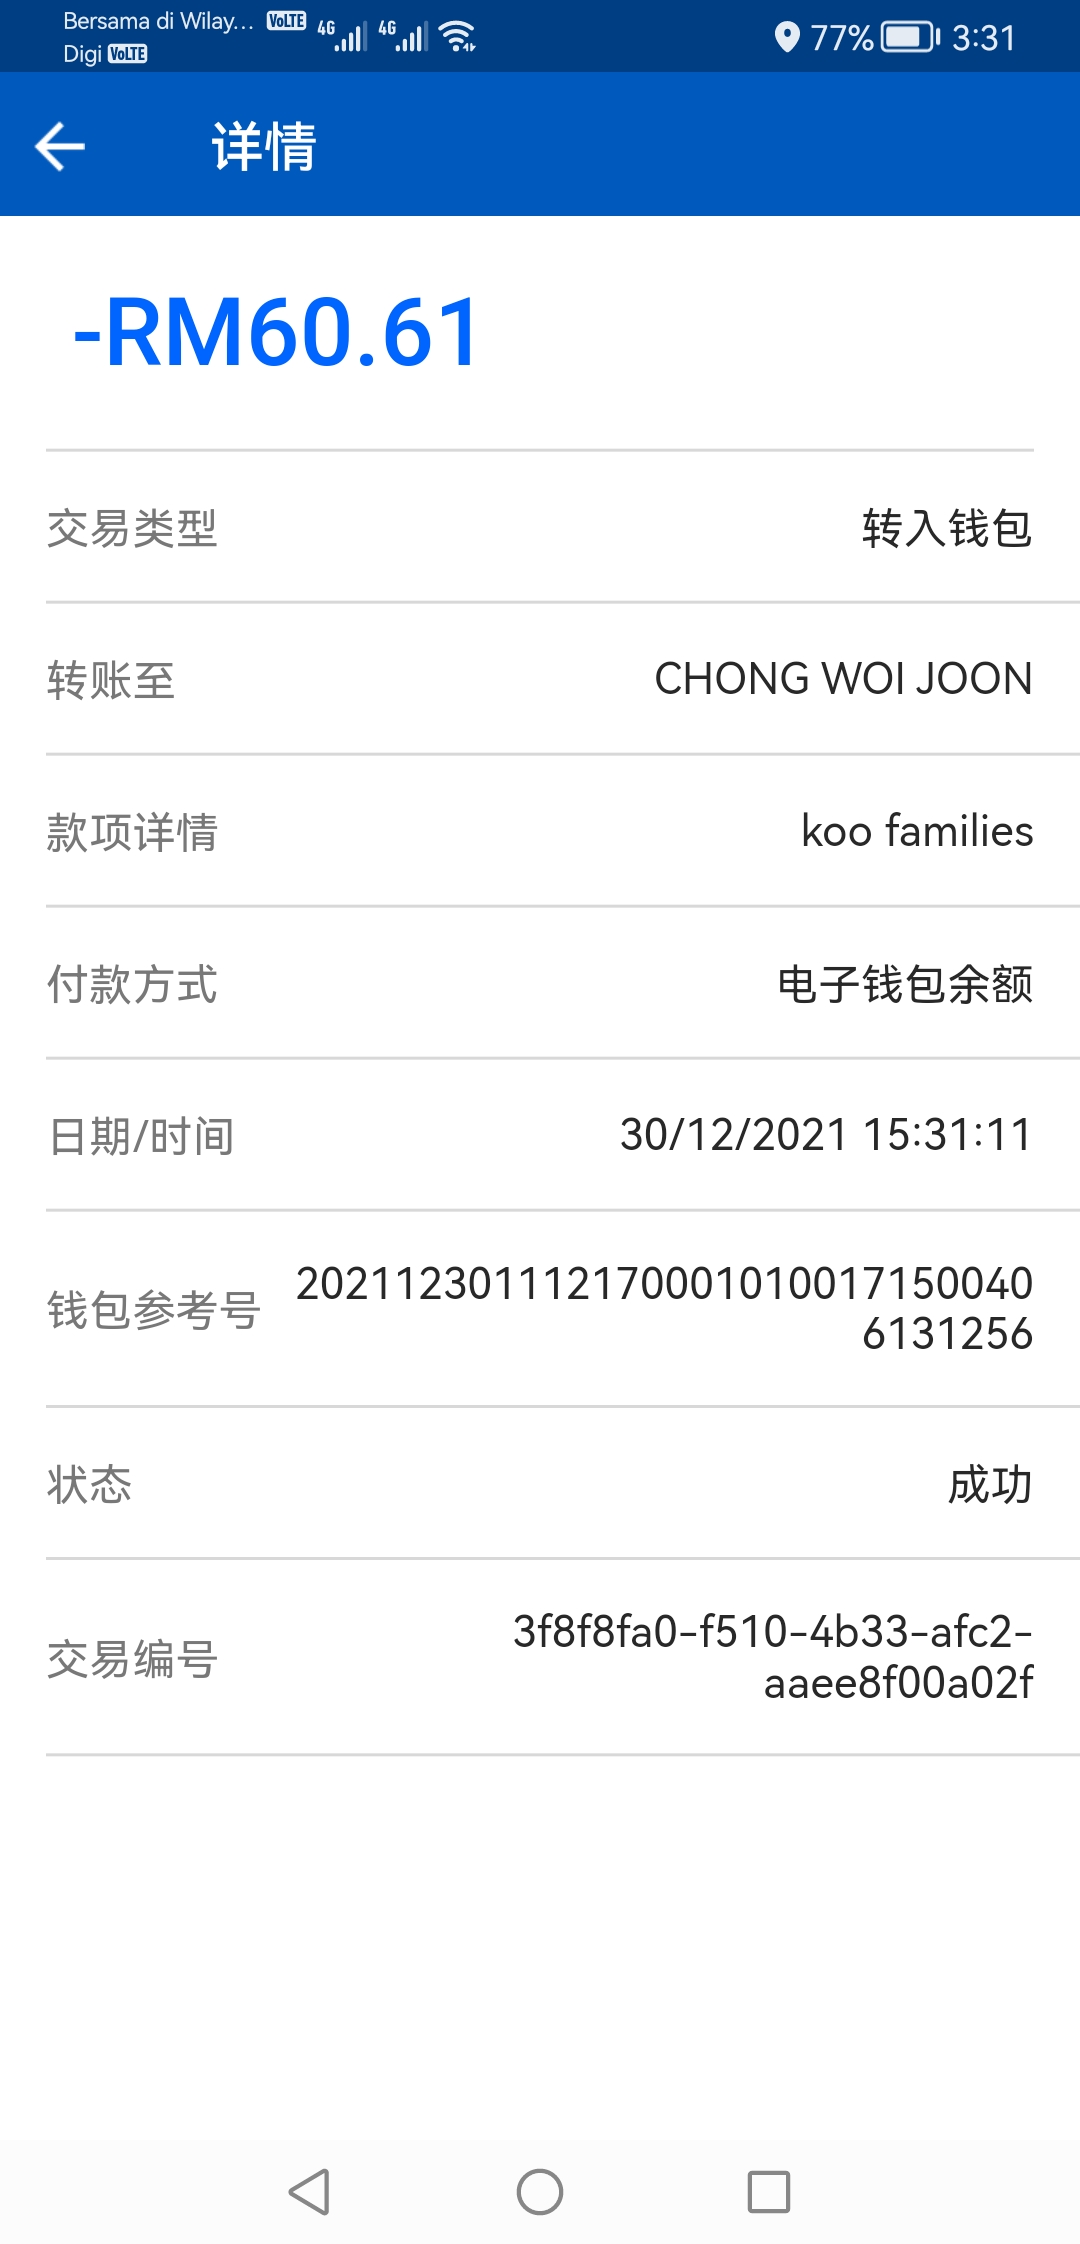 Bersama di Wilay... VoLTE 4G 4G 77% 3:31
Digi VoLTE
详情
-RM60.61
交易类型 转入钱包
转账至 CHONG WOI JOON
款项详情 koo families
付款方式 电子钱包余额
日期/时间 30/12/2021 15:31:11
钱包参考号 202112301112170001010017150040
6131256
状态 成功
交易编号 3f8f8fa0-f510-4b33-afc2-
aaee8f00a02f